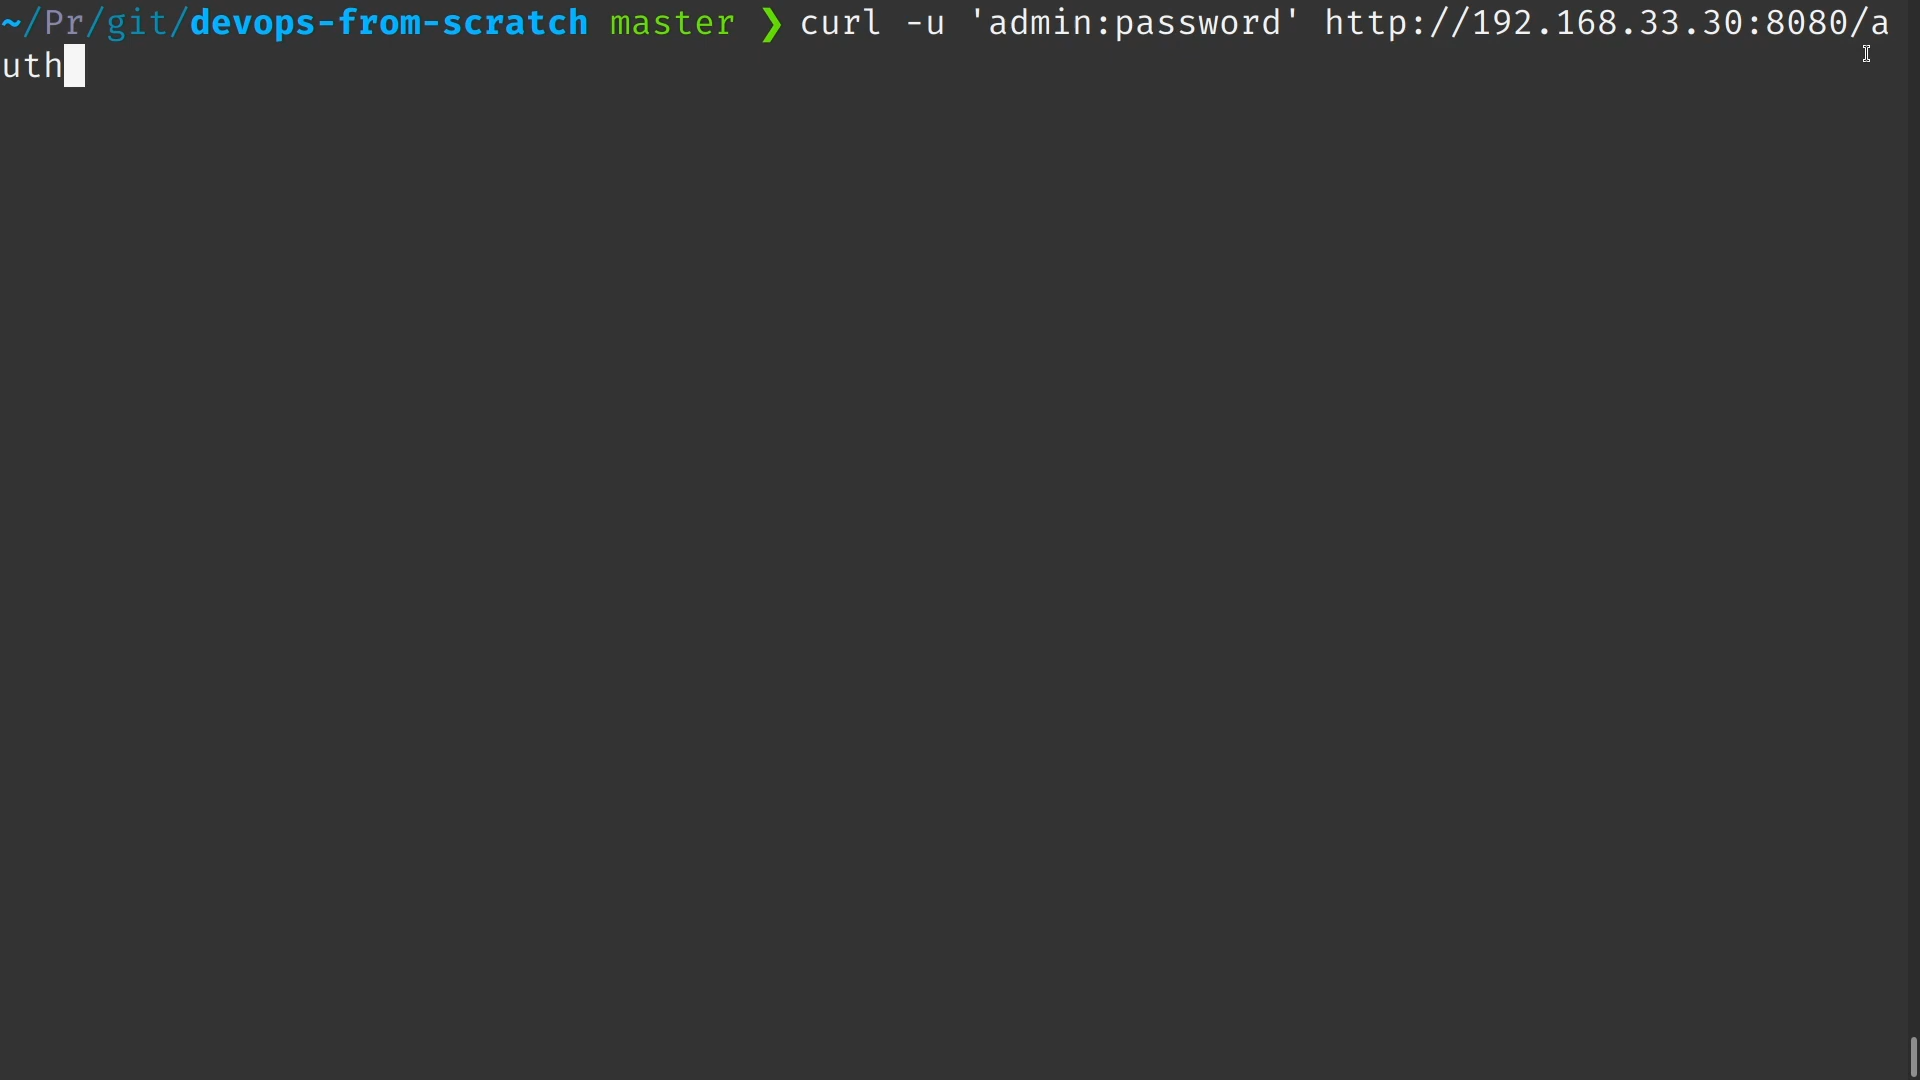 ~/Pr/git/devops-from-scratch master ❯ curl -u 'admin:password' http://192.168.33.30:8080/a
uth